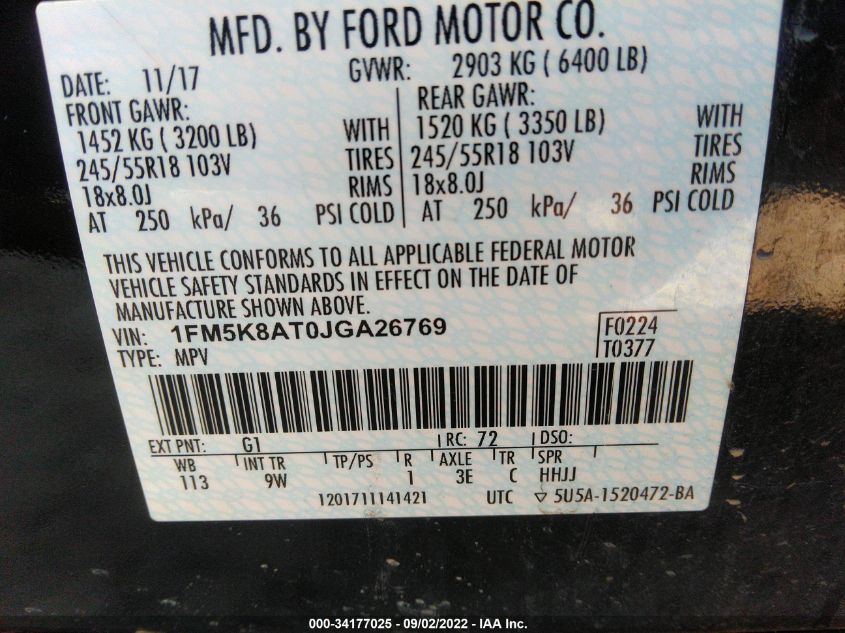 MFD. BY FORD MOTOR CO.
DATE: 11/17 GVWR: 2903 KG ( 6400 LB)
FRONT GAWR: REAR GAWR:
1452 KG ( 3200 LB) WITH 1520 KG ( 3350 LB) WITH
245/55R18 103V TIRES 245/55R18 103V TIRES
18x8.0J RIMS 18x8.0J RIMS
AT 250 kPa/ 36 PSI COLD AT 250 kPa/ 36 PSI COLD
THIS VEHICLE CONFORMS TO ALL APPLICABLE FEDERAL MOTOR
VEHICLE SAFETY STANDARDS IN EFFECT ON THE DATE OF
MANUFACTURE SHOWN ABOVE.
VIN: 1FM5K8AT0JGA26769 F0224
TYPE: MPV T0377
EXT PNT: G1 RC: 72 DSO:
WB INT TR TP/PS R AXLE TR SPR
113 9W 1 3E C HHJJ
1201711141421 UTC ▽ 5U5A-1520472-BA
000-34177025 - 09/02/2022 - IAA Inc.